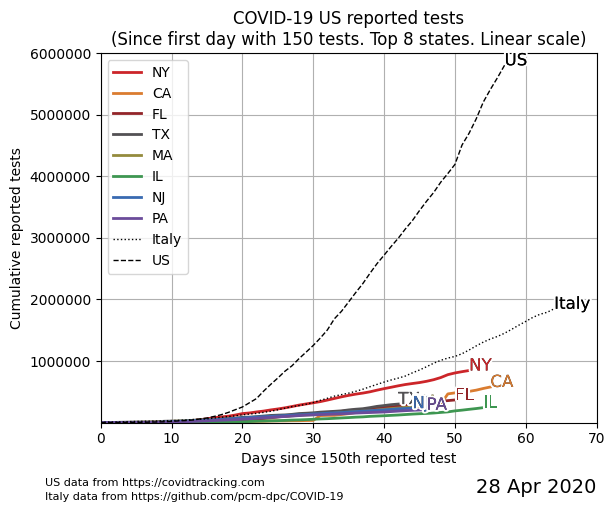 COVID-19 US reported tests
(Since first day with 150 tests. Top 8 states. Linear scale)
6000000
5000000
4000000
3000000
2000000
1000000
Cumulative reported tests
NY
CA
FL
TX
MA
IL
NJ
PA
Italy
US
US
Italy
NY
CA
FL
IL
PA
0
10
20
30
40
50
60
70
Days since 150th reported test
US data from https://covidtracking.com
Italy data from https://github.com/pcm-dpc/COVID-19
28 Apr 2020